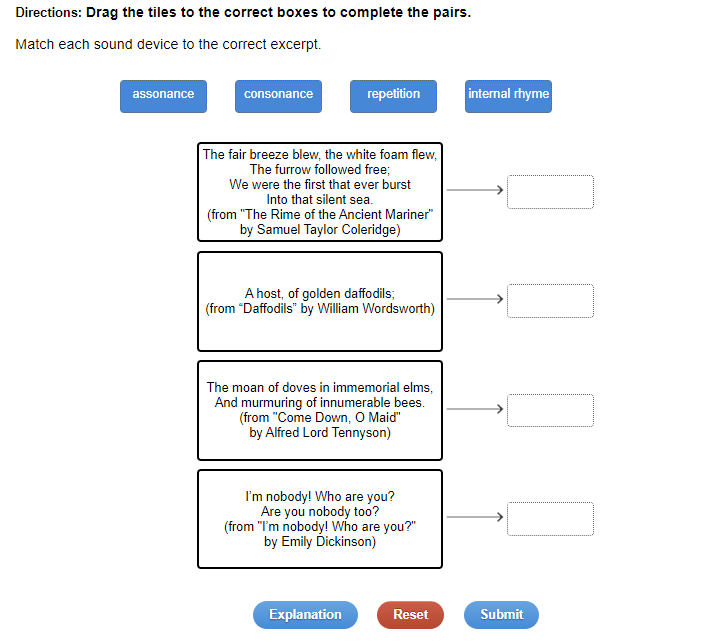 Directions: Drag the tiles to the correct boxes to complete the pairs.
Match each sound device to the correct excerpt.
assonance consonance repetition internal rhyme
The fair breeze blew, the white foam flew,
The furrow followed free;
We were the first that ever burst
Into that silent sea.
(from "The Rime of the Ancient Mariner"
by Samuel Taylor Coleridge)
A host, of golden daffodils;
(from “Daffodils” by William Wordsworth)
The moan of doves in immemorial elms,
And murmuring of innumerable bees.
(from "Come Down, O Maid"
by Alfred Lord Tennyson)
I’m nobody! Who are you?
Are you nobody too?
(from "I’m nobody! Who are you?"
by Emily Dickinson)
Explanation Reset Submit